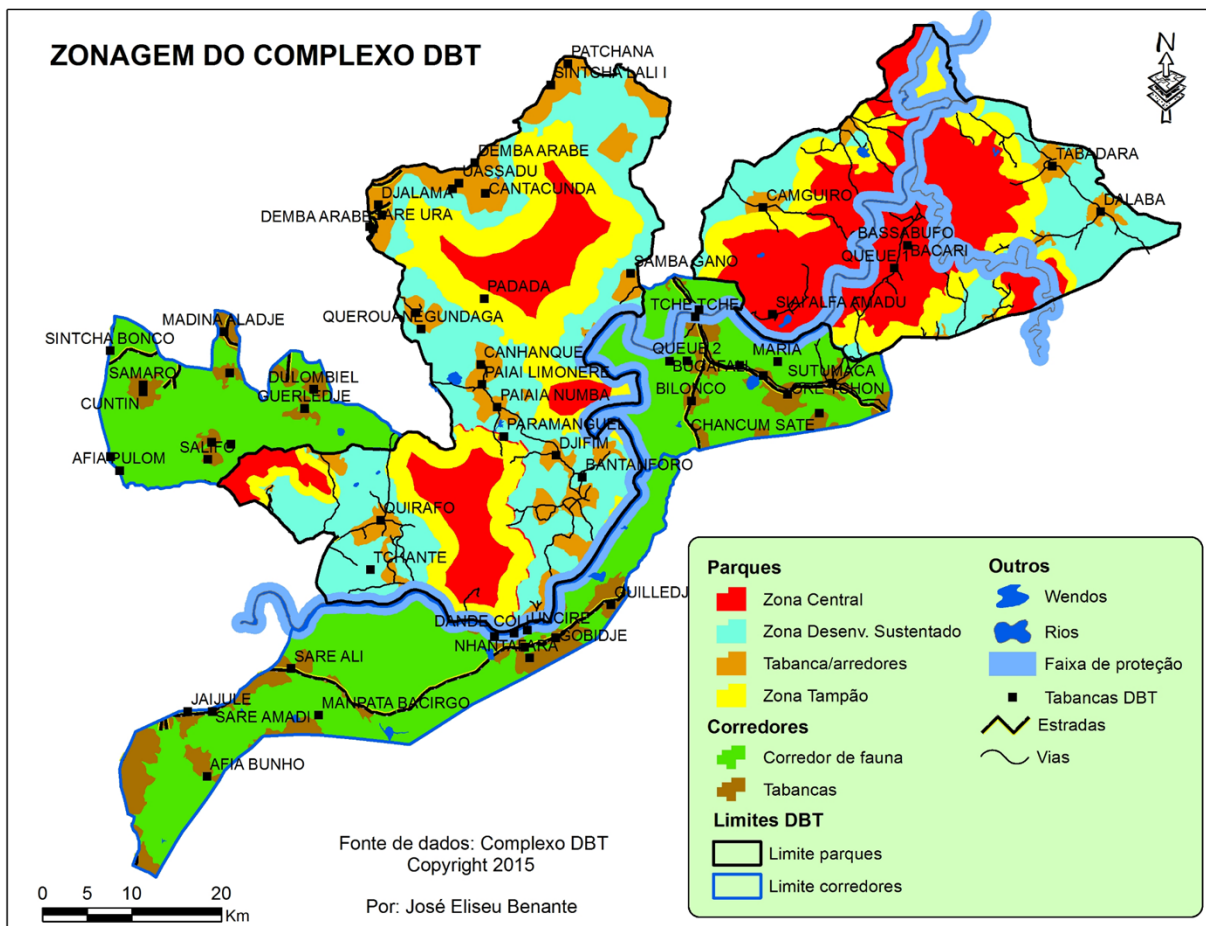 ZONAGEM DO COMPLEXO DBT
N
PATCHANA
SINTCHA LALI I
DEMBA ARABE
UASSADU
CANTACUNDA
DJALAMA
SARE URA
DEMBA ARABE
TABADARA
CAMGUIRO
DALABA
BASSABUFO
BACARI
QUEUE 1
SAMBA GANO
PADADA
TCHE TCHE
SIAI ALFA AMADU
QUEROUANE
GUNDAGA
MADINA ALADJE
SINTCHA BONCO
CANHANQUE
QUEUE 2
MARIA
SAMARO
DULOMBIEL
PAIAI LIMONERE
BUGAFALI
SUTUMACA
CUNTIN
GUERLEDJE
PAIAIA NUMBA
BILONCO
ORE TCHON
PARAMANGUEL
CHANCUM SATE
SALIFO
DJIFIM
AFIA PULOM
BANTANFORO
QUIRAFO
TCHANTE
GUILLEDJ
DANDE COLI
UNCIRE
GOBIDJE
NHANTAFARA
SARE ALI
JAIJULE
SARE AMADI
MANPATA BACIRGO
AFIA BUNHO
Parques
Zona Central
Zona Desenv. Sustentado
Tabanca/arredores
Zona Tampão
Corredores
Corredor de fauna
Tabancas
Limites DBT
Limite parques
Limite corredores
Outros
Wendos
Rios
Faixa de proteção
Tabancas DBT
Estradas
Vias
Fonte de dados: Complexo DBT
Copyright 2015
Por: José Eliseu Benante
0 5 10 20
Km